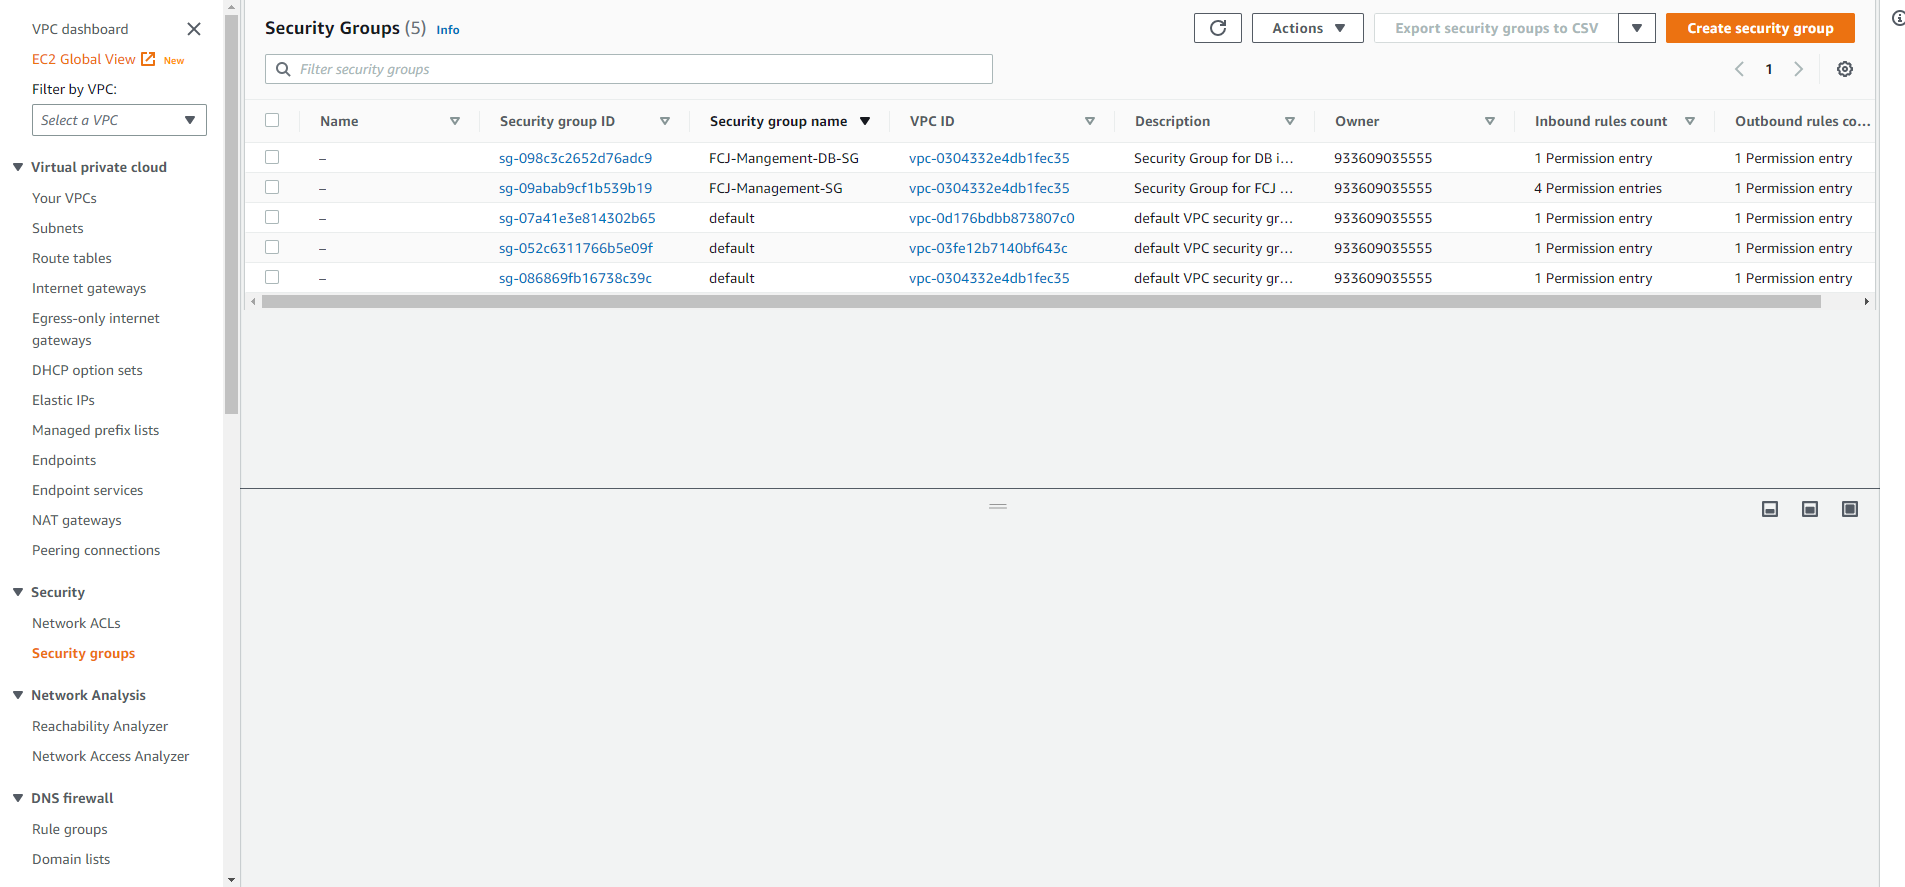 VPC dashboard
EC2 Global View New
Filter by VPC:
Select a VPC
Virtual private cloud
Your VPCs
Subnets
Route tables
Internet gateways
Egress-only internet
gateways
DHCP option sets
Elastic IPs
Managed prefix lists
Endpoints
Endpoint services
NAT gateways
Peering connections
Security
Network ACLs
Security groups
Network Analysis
Reachability Analyzer
Network Access Analyzer
DNS firewall
Rule groups
Domain lists
Security Groups (5) Info
Actions
Export security groups to CSV
Create security group
Filter security groups
1
Name Security group ID Security group name VPC ID Description Owner Inbound rules count Outbound rules co...
– sg-098c3c2652d76adc9 FCJ-Mangement-DB-SG vpc-0304332e4db1fec35 Security Group for DB i... 933609035555 1 Permission entry 1 Permission entry
– sg-09abab9cf1b539b19 FCJ-Management-SG vpc-0304332e4db1fec35 Security Group for FCJ ... 933609035555 4 Permission entries 1 Permission entry
– sg-07a41e3e814302b65 default vpc-0d176bdbb873807c0 default VPC security gr... 933609035555 1 Permission entry 1 Permission entry
– sg-052c6311766b5e09f default vpc-03fe12b7140bf643c default VPC security gr... 933609035555 1 Permission entry 1 Permission entry
– sg-086869fb16738c39c default vpc-0304332e4db1fec35 default VPC security gr... 933609035555 1 Permission entry 1 Permission entry